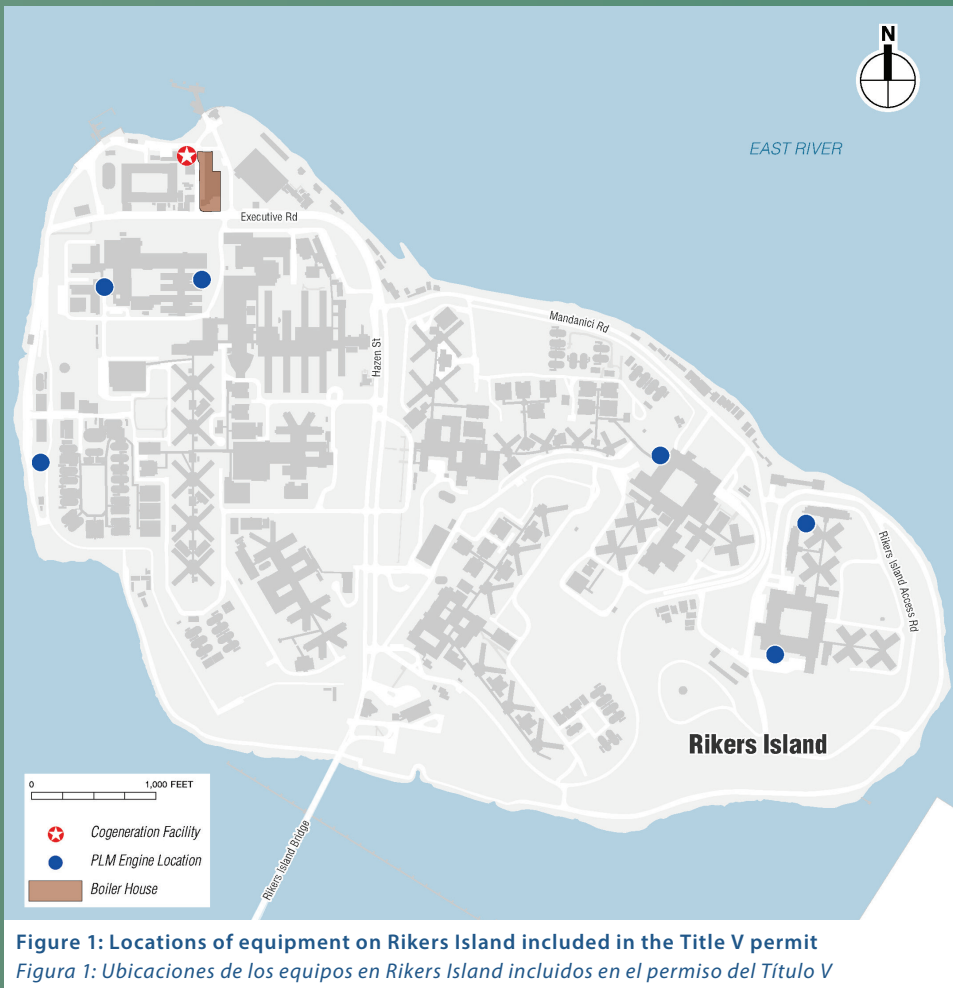 N
EAST RIVER
Executive Rd
Mandanici Rd
Hazen St
Rikers Island Access Rd
Rikers Island
0 1,000 FEET
Cogeneration Facility
PLM Engine Location
Boiler House
Rikers Island Bridge
Figure 1: Locations of equipment on Rikers Island included in the Title V permit
Figura 1: Ubicaciones de los equipos en Rikers Island incluidos en el permiso del Título V